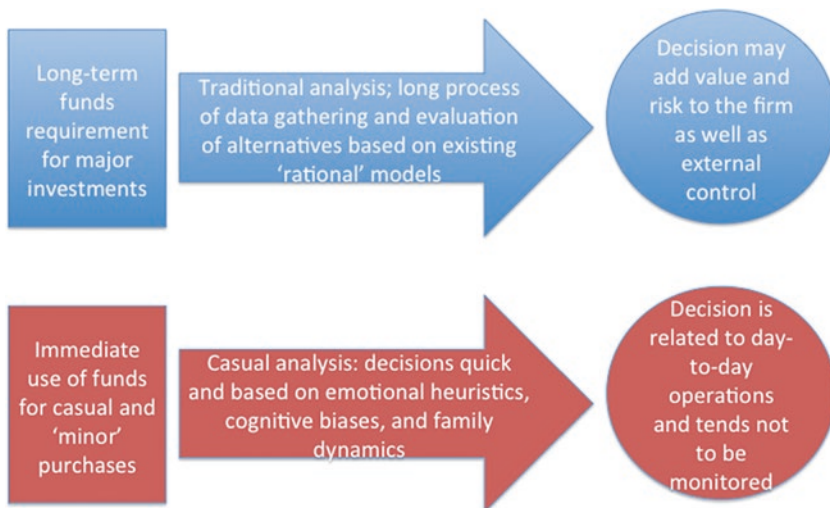 Long-term
funds
requirement
for major
investments
Traditional analysis; long process
of data gathering and evaluation
of alternatives based on existing
‘rational’ models
Decision may
add value and
risk to the firm
as well as
external
control
Immediate
use of funds
for casual and
‘minor’
purchases
Casual analysis: decisions quick
and based on emotional heuristics,
cognitive biases, and family
dynamics
Decision is
related to day-
to-day
operations
and tends not
to be
monitored